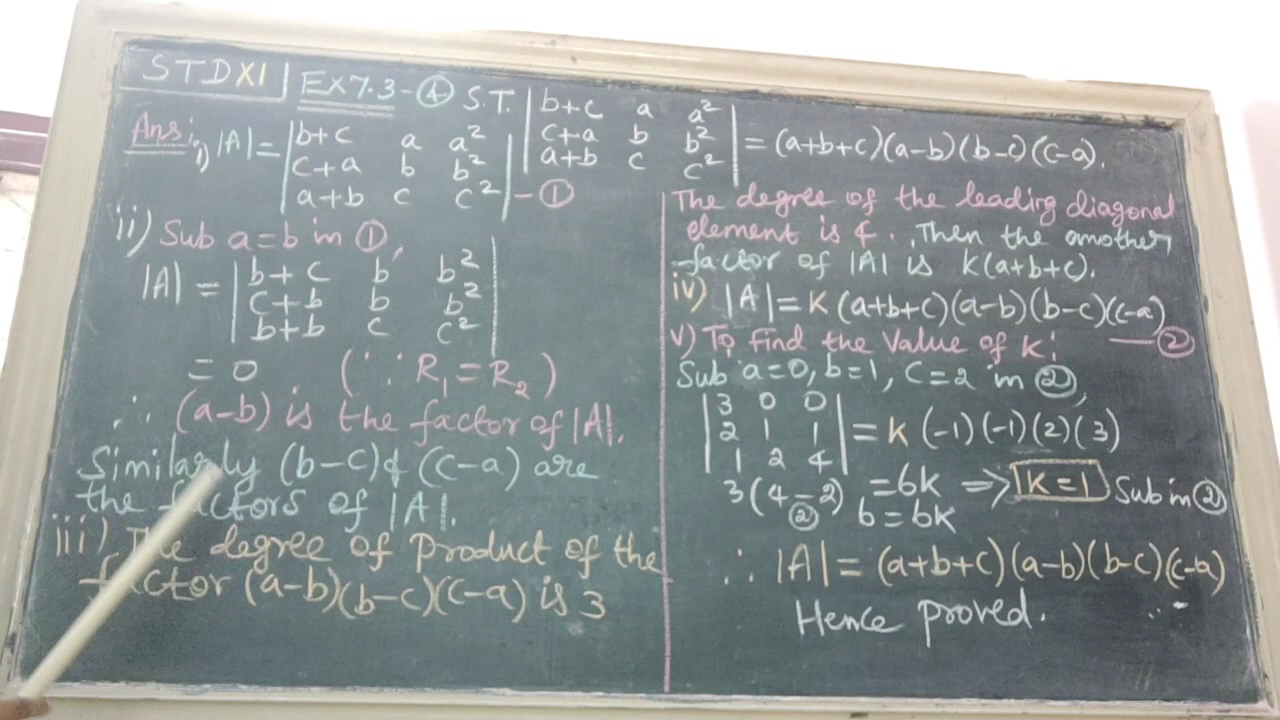 STD XI Ex 7.3 - ④ S.T. | b+c a a² |
| c+a b b² | = (a+b+c)(a-b)(b-c)(c-a).
| a+b c c² |
Ans: i) |A| = | b+c a a² |
| c+a b b² |
| a+b c c² | - ①
ii) Sub a=b in ①,
|A| = | b+c b b² |
| c+b b b² |
| b+b c c² |
= 0 (∵ R₁ = R₂)
∴ (a-b) is the factor of |A|.
Similarly (b-c) & (c-a) are
the factors of |A|.
iii) The degree of product of the
factor (a-b)(b-c)(c-a) is 3
The degree of the leading diagonal
element is 4. ∴ Then the another
factor of |A| is K(a+b+c).
iv) |A| = K (a+b+c)(a-b)(b-c)(c-a)
— ②
v) To find the value of K:
Sub a=0, b=1, c=2 in ②,
| 3 0 0 |
| 2 1 1 | = K (-1)(-1)(2)(3)
| 1 2 4 |
3(4-2) = 6K ⇒ K=1 Sub in ②
② 6 = 6K
∴ |A| = (a+b+c)(a-b)(b-c)(c-a)
Hence proved.